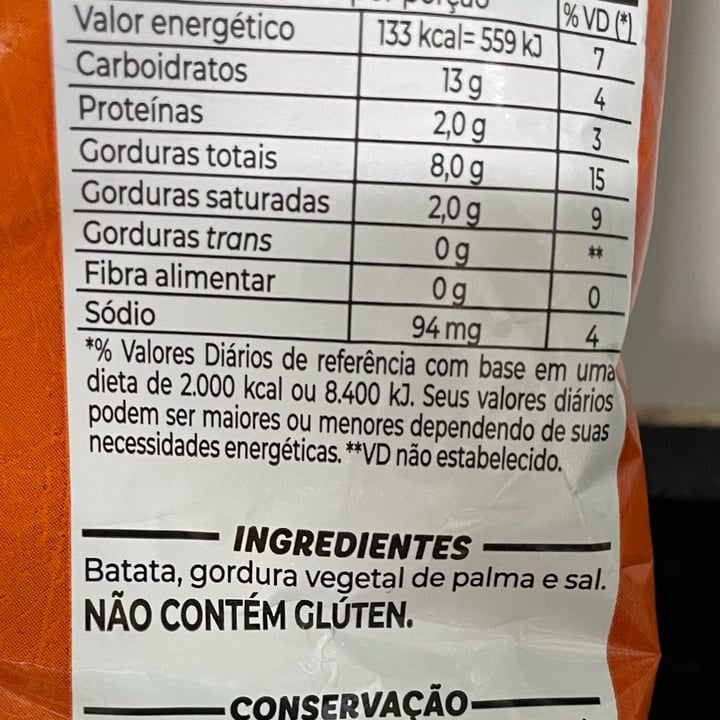 % VD (*)
Valor energético 133 kcal= 559 kJ 7
Carboidratos 13 g 4
Proteínas 2,0 g 3
Gorduras totais 8,0 g 15
Gorduras saturadas 2,0 g 9
Gorduras trans 0 g **
Fibra alimentar 0 g 0
Sódio 94 mg 4
*% Valores Diários de referência com base em uma
dieta de 2.000 kcal ou 8.400 kJ. Seus valores diários
podem ser maiores ou menores dependendo de suas
necessidades energéticas. **VD não estabelecido.
INGREDIENTES
Batata, gordura vegetal de palma e sal.
NÃO CONTÉM GLÚTEN.
CONSERVAÇÃO